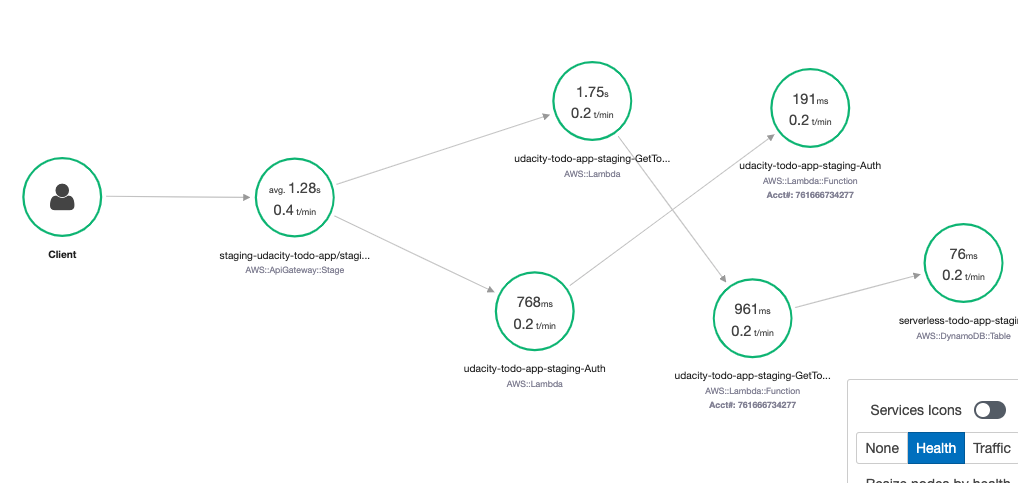 Client
avg. 1.28s
0.4 t/min
staging-udacity-todo-app/stagi...
AWS::ApiGateway::Stage
1.75s
0.2 t/min
udacity-todo-app-staging-GetTo...
AWS::Lambda
768ms
0.2 t/min
udacity-todo-app-staging-Auth
AWS::Lambda
191ms
0.2 t/min
udacity-todo-app-staging-Auth
AWS::Lambda::Function
Acct#: 761666734277
961ms
0.2 t/min
udacity-todo-app-staging-GetTo...
AWS::Lambda::Function
Acct#: 761666734277
76ms
0.2 t/min
serverless-todo-app-stagi
AWS::DynamoDB::Table
Services Icons
None Health Traffic
Resize nodes by health